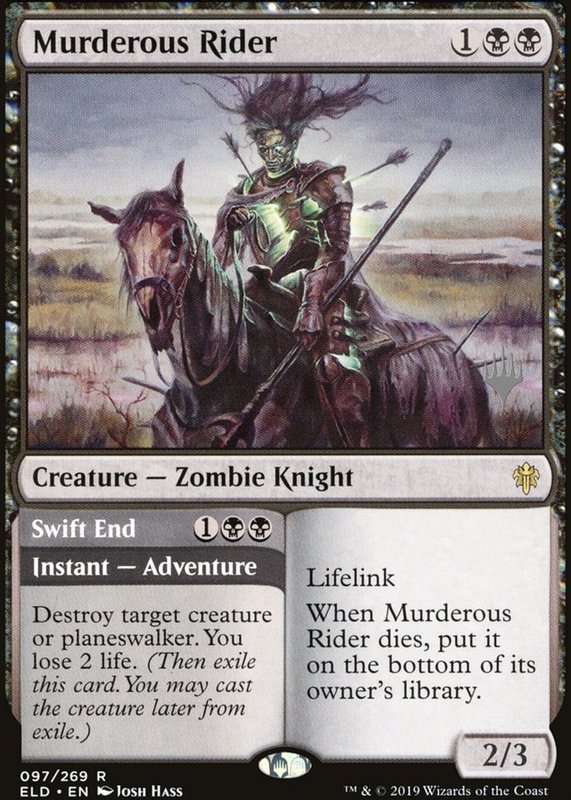 Murderous Rider 1
Creature — Zombie Knight
Swift End 1
Instant — Adventure
Destroy target creature
or planeswalker. You
lose 2 life. (Then exile
this card. You may cast
the creature later from
exile.)
Lifelink
When Murderous
Rider dies, put it
on the bottom of its
owner's library.
2/3
097/269 R
ELD • EN Josh Hass
™ & © 2019 Wizards of the Coast